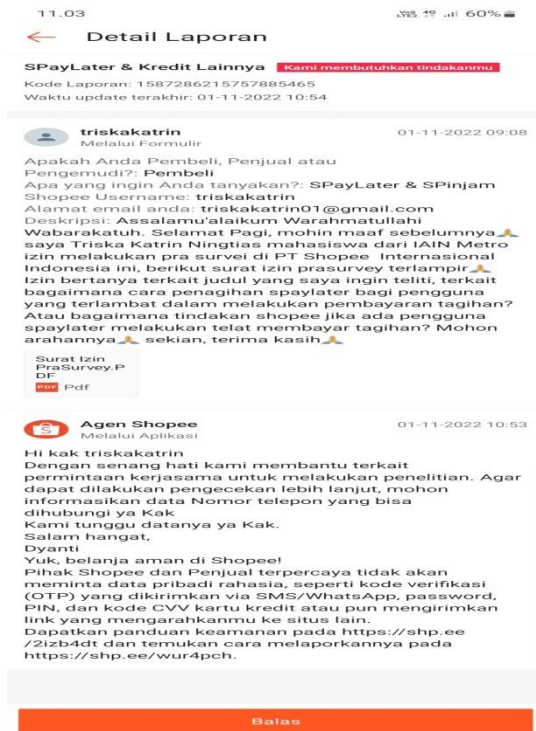 11.03
60%
Detail Laporan
SPayLater & Kredit Lainnya Kami membutuhkan tindakanmu
Kode Laporan: 1587286215757885465
Waktu update terakhir: 01-11-2022 10:54
triskakatrin 01-11-2022 09:08
Melalui Formulir
Apakah Anda Pembeli, Penjual atau
Pengemudi?: Pembeli
Apa yang ingin Anda tanyakan?: SPayLater & SPinjam
Shopee Username: triskakatrin
Alamat email anda: triskakatrin01@gmail.com
Deskripsi: Assalamu'alaikum Warahmatullahi
Wabarakatuh. Selamat Pagi, mohin maaf sebelumnya🙏
saya Triska Katrin Ningtias mahasiswa dari IAIN Metro
izin melakukan pra survei di PT Shopee Internasional
Indonesia ini, berikut surat izin prasurvey terlampir🙏
Izin bertanya terkait judul yang saya ingin teliti, terkait
bagaimana cara penagihan spaylater bagi pengguna
yang terlambat dalam melakukan pembayaran tagihan?
Atau bagaimana tindakan shopee jika ada pengguna
spaylater melakukan telat membayar tagihan? Mohon
arahannya🙏 sekian, terima kasih🙏
Surat Izin
PraSurvey.P
DF
PDF Pdf
Agen Shopee 01-11-2022 10:53
Melalui Aplikasi
Hi kak triskakatrin
Dengan senang hati kami membantu terkait
permintaan kerjasama untuk melakukan penelitian. Agar
dapat dilakukan pengecekan lebih lanjut, mohon
informasikan data Nomor telepon yang bisa
dihubungi ya Kak
Kami tunggu datanya ya Kak.
Salam hangat,
Dyanti
Yuk, belanja aman di Shopee!
Pihak Shopee dan Penjual terpercaya tidak akan
meminta data pribadi rahasia, seperti kode verifikasi
(OTP) yang dikirimkan via SMS/WhatsApp, password,
PIN, dan kode CVV kartu kredit atau pun mengirimkan
link yang mengarahkanmu ke situs lain.
Dapatkan panduan keamanan pada https://shp.ee
/2izb4dt dan temukan cara melaporkannya pada
https://shp.ee/wur4pch.
Balas